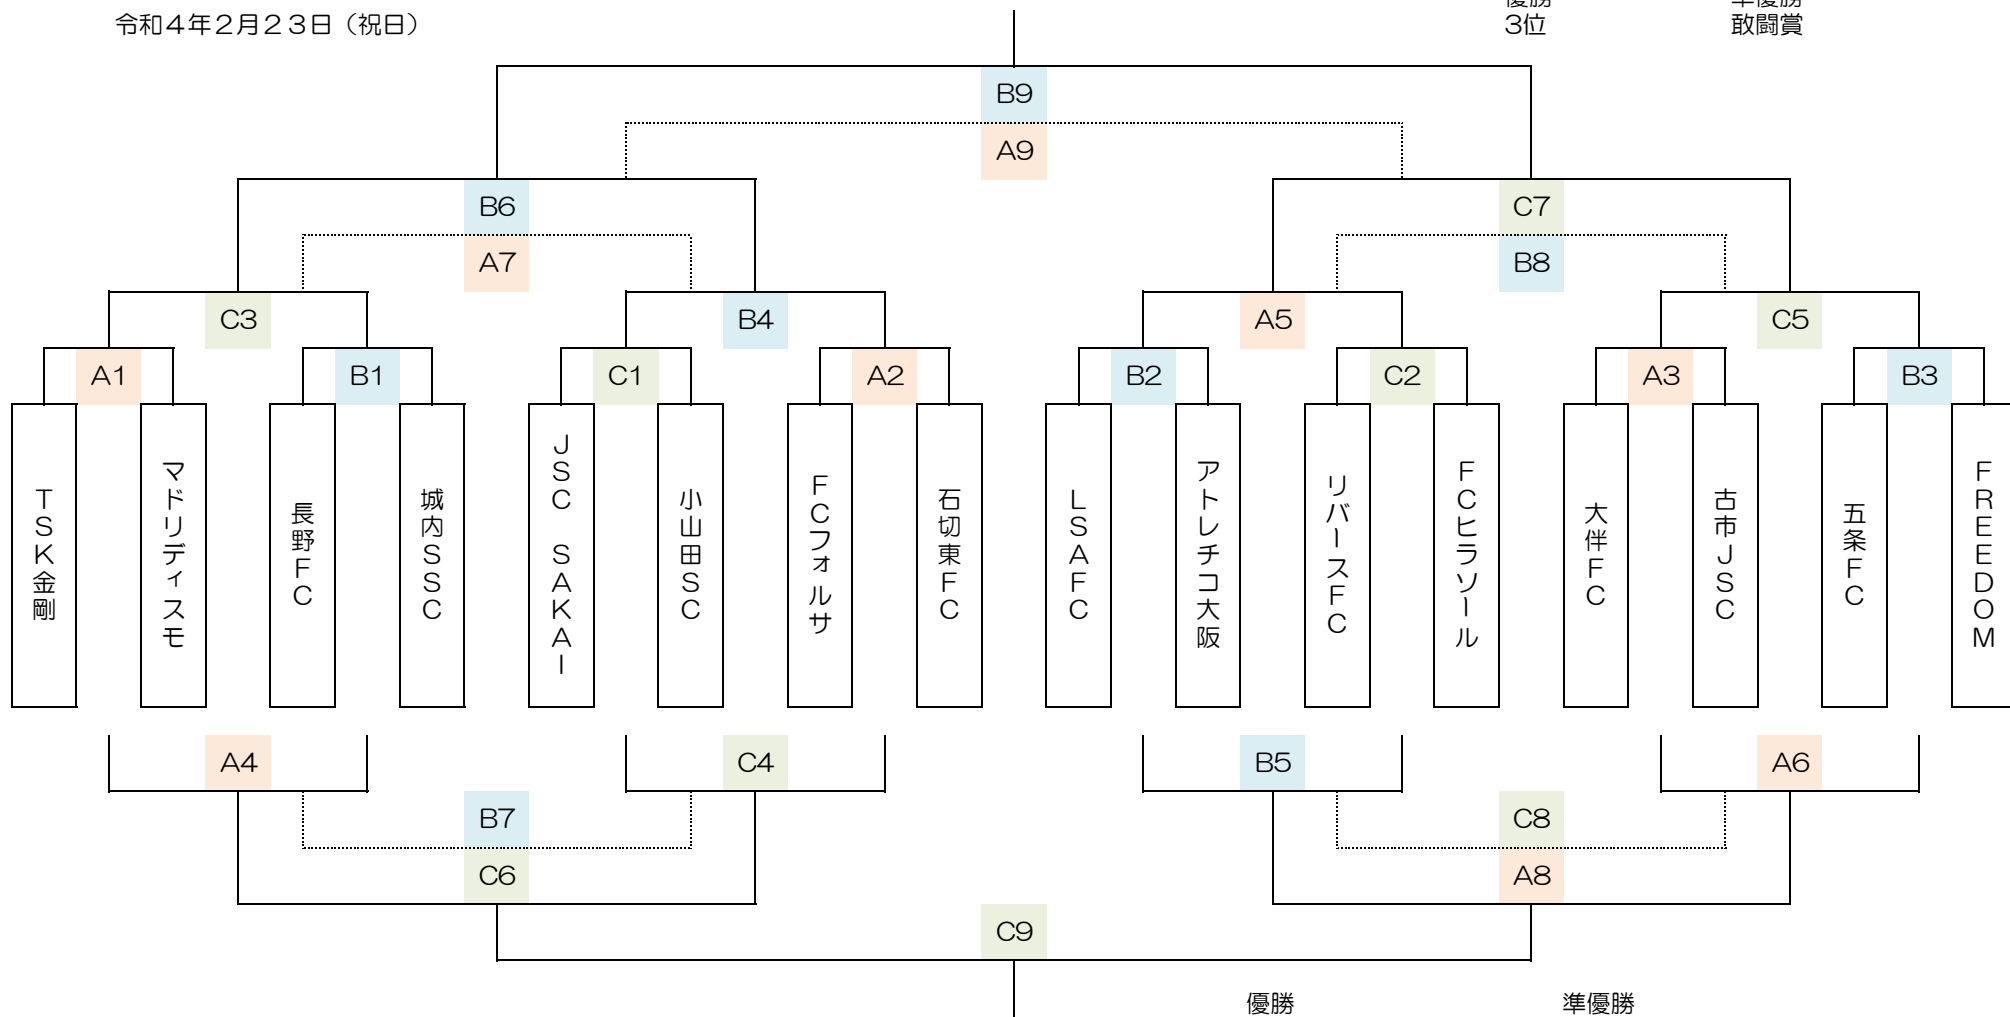 優勝 準優勝
令和４年２月２３日（祝日） 3位 敢闘賞
B9
A9
B6 C7
A7 B8
C3 B4 A5 C5
A1 B1 C1 A2 B2 C2 A3 B3
ＴＳＫ金剛
マドリディスモ
長野ＦＣ
城内ＳＳＣ
ＪＳＣ　ＳＡＫＡＩ
小山田ＳＣ
ＦＣフォルサ
石切東ＦＣ
ＬＳＡＦＣ
アトレチコ大阪
リバースＦＣ
ＦＣヒラソール
大伴ＦＣ
古市ＪＳＣ
五条ＦＣ
ＦＲＥＥＤＯＭ
A4 C4 B5 A6
B7 C8
C6 A8
C9
優勝 準優勝